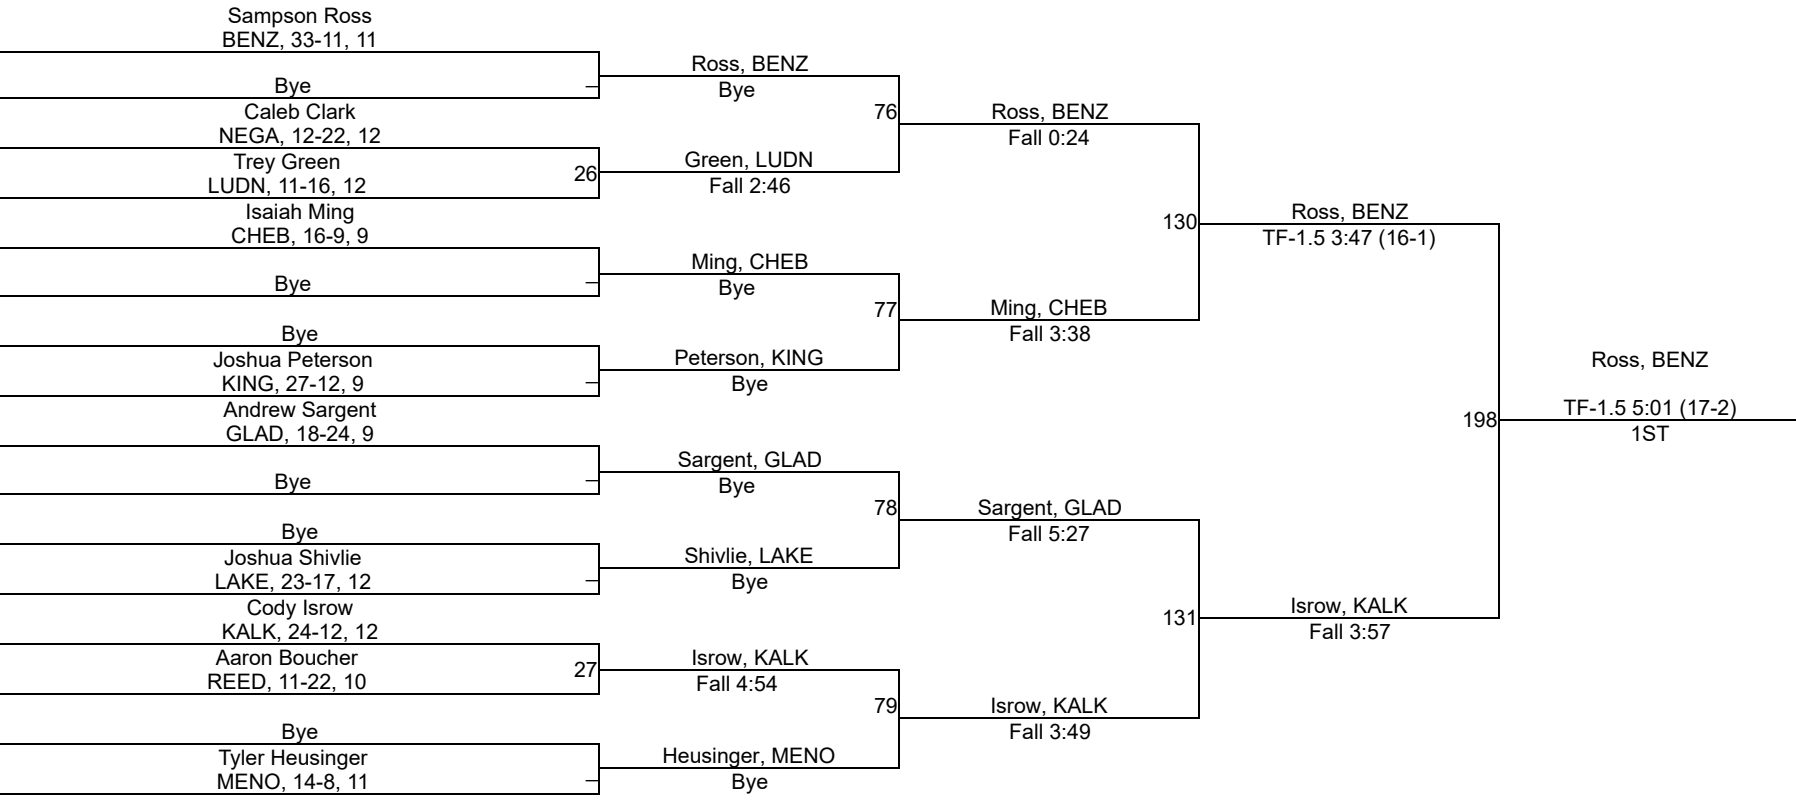 Sampson Ross
BENZ, 33-11, 11
Bye
Caleb Clark
NEGA, 12-22, 12
Trey Green
LUDN, 11-16, 12
26
Isaiah Ming
CHEB, 16-9, 9
Bye
Bye
Joshua Peterson
KING, 27-12, 9
Andrew Sargent
GLAD, 18-24, 9
Bye
Bye
Joshua Shivlie
LAKE, 23-17, 12
Cody Isrow
KALK, 24-12, 12
Aaron Boucher
REED, 11-22, 10
27
Bye
Tyler Heusinger
MENO, 14-8, 11
Ross, BENZ
Bye
76
Green, LUDN
Fall 2:46
Ming, CHEB
Bye
77
Peterson, KING
Bye
Sargent, GLAD
Bye
78
Shivlie, LAKE
Bye
Isrow, KALK
Fall 4:54
79
Heusinger, MENO
Bye
Ross, BENZ
Fall 0:24
130
Ming, CHEB
Fall 3:38
Sargent, GLAD
Fall 5:27
131
Isrow, KALK
Fall 3:49
Ross, BENZ
TF-1.5 3:47 (16-1)
198
Isrow, KALK
Fall 3:57
Ross, BENZ
TF-1.5 5:01 (17-2)
1ST